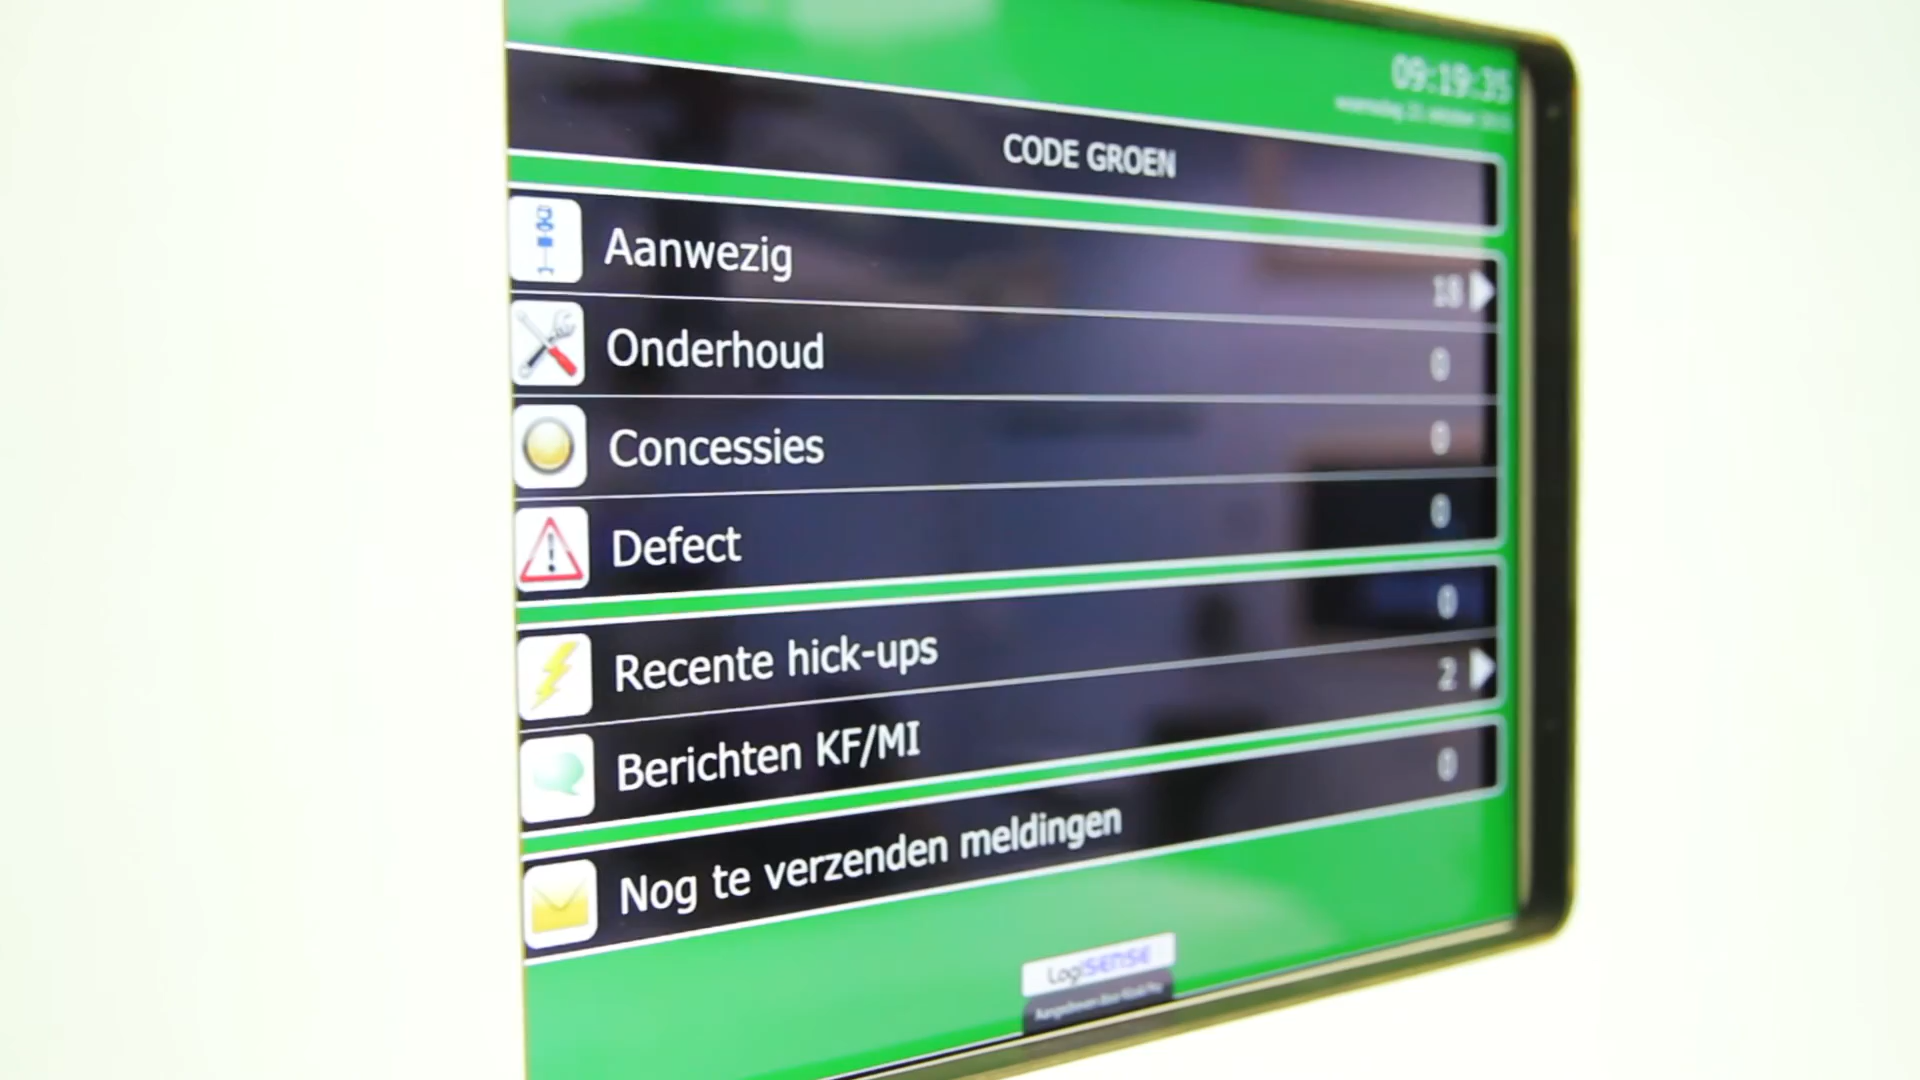 09:19:35
CODE GROEN
Aanwezig 18
Onderhoud 0
Concessies 0
Defect 0
Recente hick-ups 0
Berichten KF/MI 2
Nog te verzenden meldingen 0
LogiSENSE